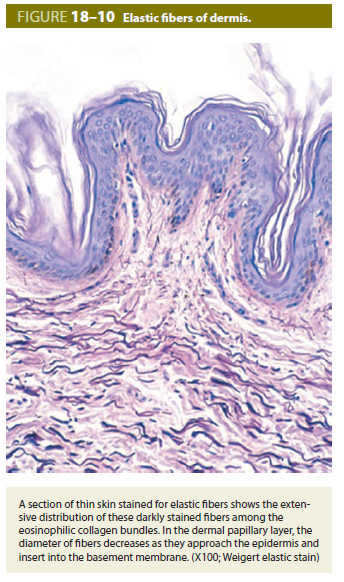 FIGURE 18–10 Elastic fibers of dermis.
A section of thin skin stained for elastic fibers shows the exten-
sive distribution of these darkly stained fibers among the
eosinophilic collagen bundles. In the dermal papillary layer, the
diameter of fibers decreases as they approach the epidermis and
insert into the basement membrane. (X100; Weigert elastic stain)